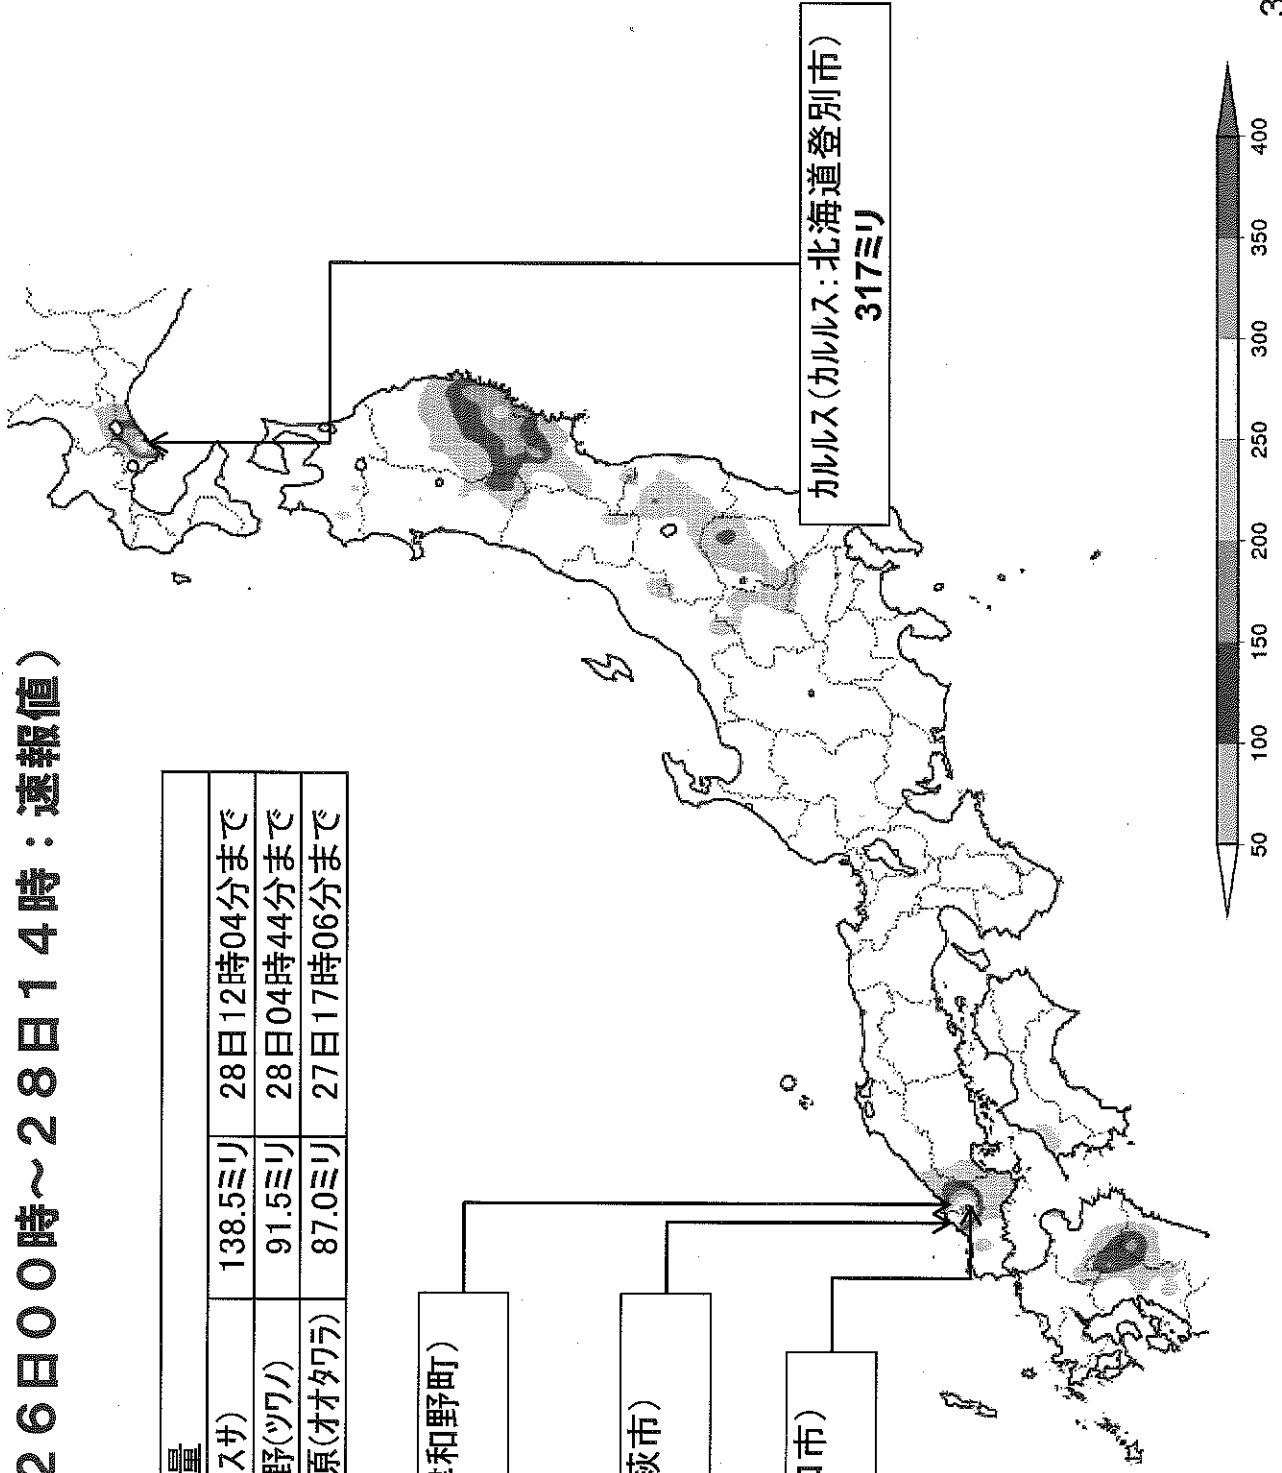 26日00時～28日14時：速報値）
量
スサ） 138.5ミリ 28日12時04分まで
野(ツワノ) 91.5ミリ 28日04時44分まで
原(オオタワラ) 87.0ミリ 27日17時06分まで
和野町）
萩市）
市）
カルルス（カルルス：北海道登別市）
317ミリ
50 100 150 200 250 300 350 400
3